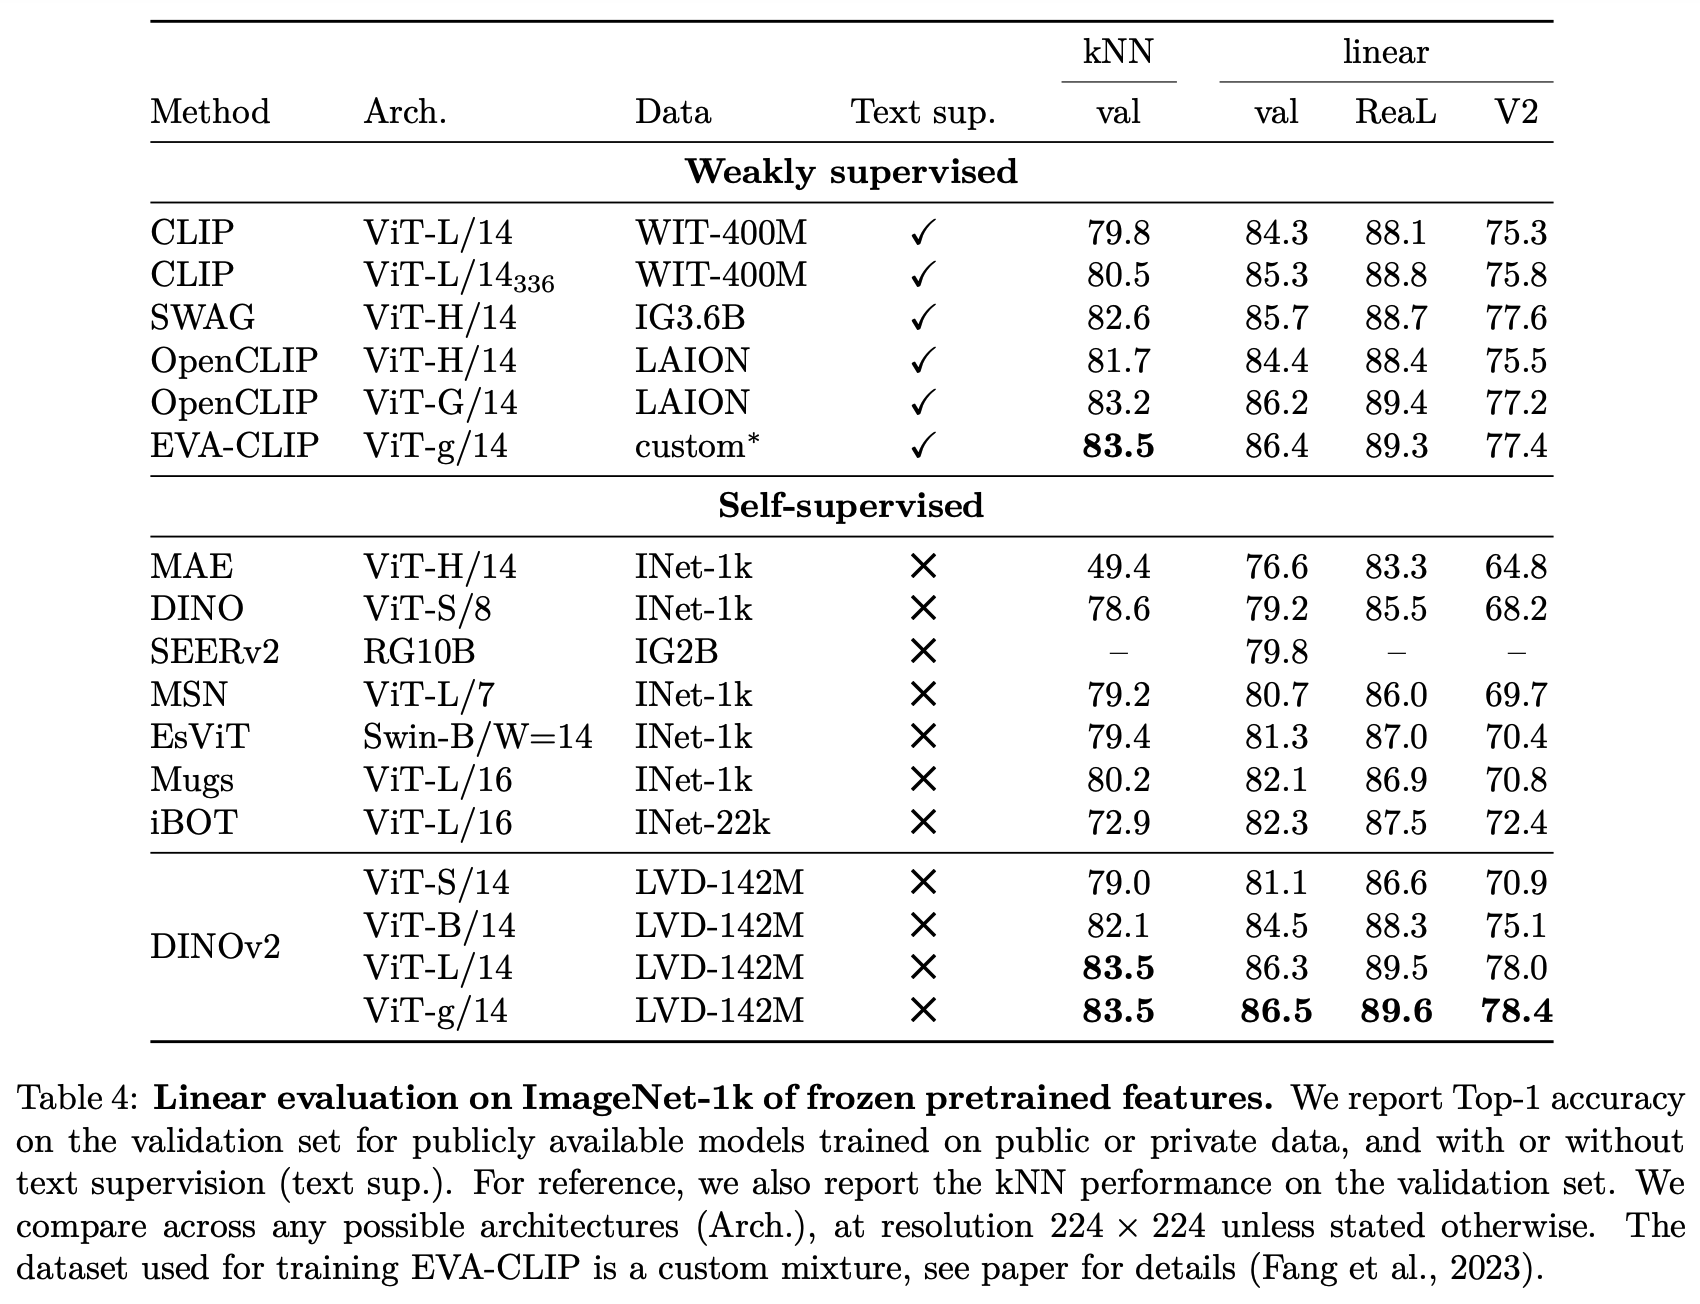 kNN linear
Method Arch. Data Text sup. val val ReaL V2
Weakly supervised
CLIP ViT-L/14 WIT-400M ✓ 79.8 84.3 88.1 75.3
CLIP ViT-L/14₃₃₆ WIT-400M ✓ 80.5 85.3 88.8 75.8
SWAG ViT-H/14 IG3.6B ✓ 82.6 85.7 88.7 77.6
OpenCLIP ViT-H/14 LAION ✓ 81.7 84.4 88.4 75.5
OpenCLIP ViT-G/14 LAION ✓ 83.2 86.2 89.4 77.2
EVA-CLIP ViT-g/14 custom* ✓ 83.5 86.4 89.3 77.4
Self-supervised
MAE ViT-H/14 INet-1k ✕ 49.4 76.6 83.3 64.8
DINO ViT-S/8 INet-1k ✕ 78.6 79.2 85.5 68.2
SEERv2 RG10B IG2B ✕ – 79.8 – –
MSN ViT-L/7 INet-1k ✕ 79.2 80.7 86.0 69.7
EsViT Swin-B/W=14 INet-1k ✕ 79.4 81.3 87.0 70.4
Mugs ViT-L/16 INet-1k ✕ 80.2 82.1 86.9 70.8
iBOT ViT-L/16 INet-22k ✕ 72.9 82.3 87.5 72.4
DINOv2
ViT-S/14 LVD-142M ✕ 79.0 81.1 86.6 70.9
ViT-B/14 LVD-142M ✕ 82.1 84.5 88.3 75.1
ViT-L/14 LVD-142M ✕ 83.5 86.3 89.5 78.0
ViT-g/14 LVD-142M ✕ 83.5 86.5 89.6 78.4
Table 4: Linear evaluation on ImageNet-1k of frozen pretrained features. We report Top-1 accuracy
on the validation set for publicly available models trained on public or private data, and with or without
text supervision (text sup.). For reference, we also report the kNN performance on the validation set. We
compare across any possible architectures (Arch.), at resolution 224 × 224 unless stated otherwise. The
dataset used for training EVA-CLIP is a custom mixture, see paper for details (Fang et al., 2023).